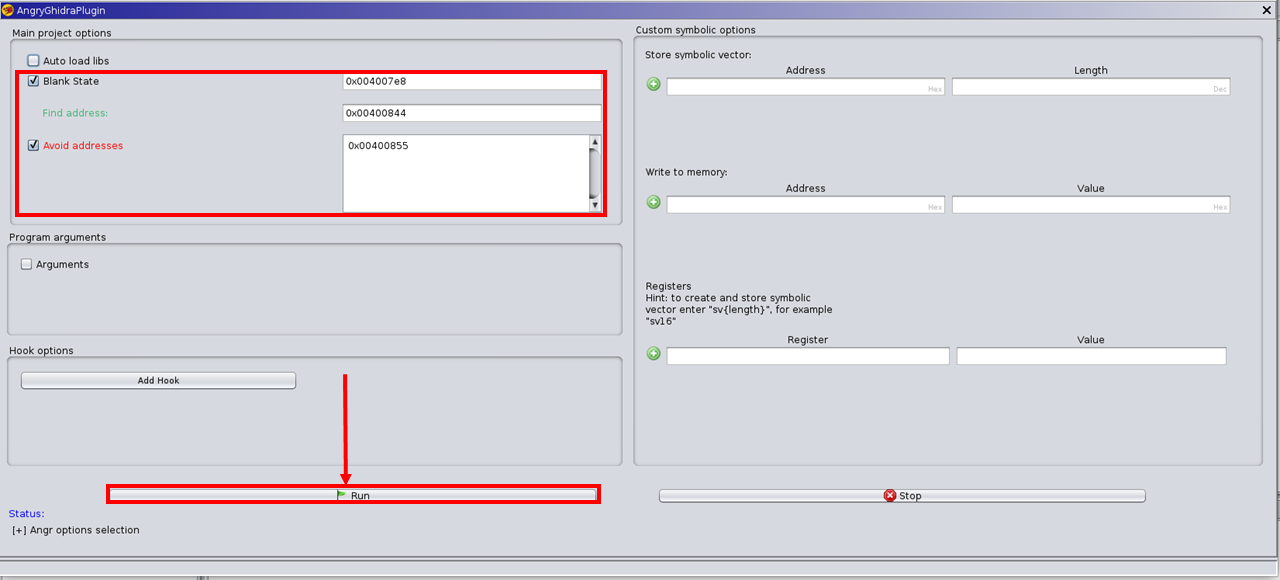 AngryGhidraPlugin
Main project options
Auto load libs
Blank State
0x004007e8
Find address:
0x00400844
Avoid addresses
0x00400855
Program arguments
Arguments
Hook options
Add Hook
Run
Status:
[+] Angr options selection
Custom symbolic options
Store symbolic vector:
Address Length
Hex Dec
Write to memory:
Address Value
Hex Hex
Registers
Hint: to create and store symbolic
vector enter "sv{length}", for example
"sv16"
Register Value
Stop